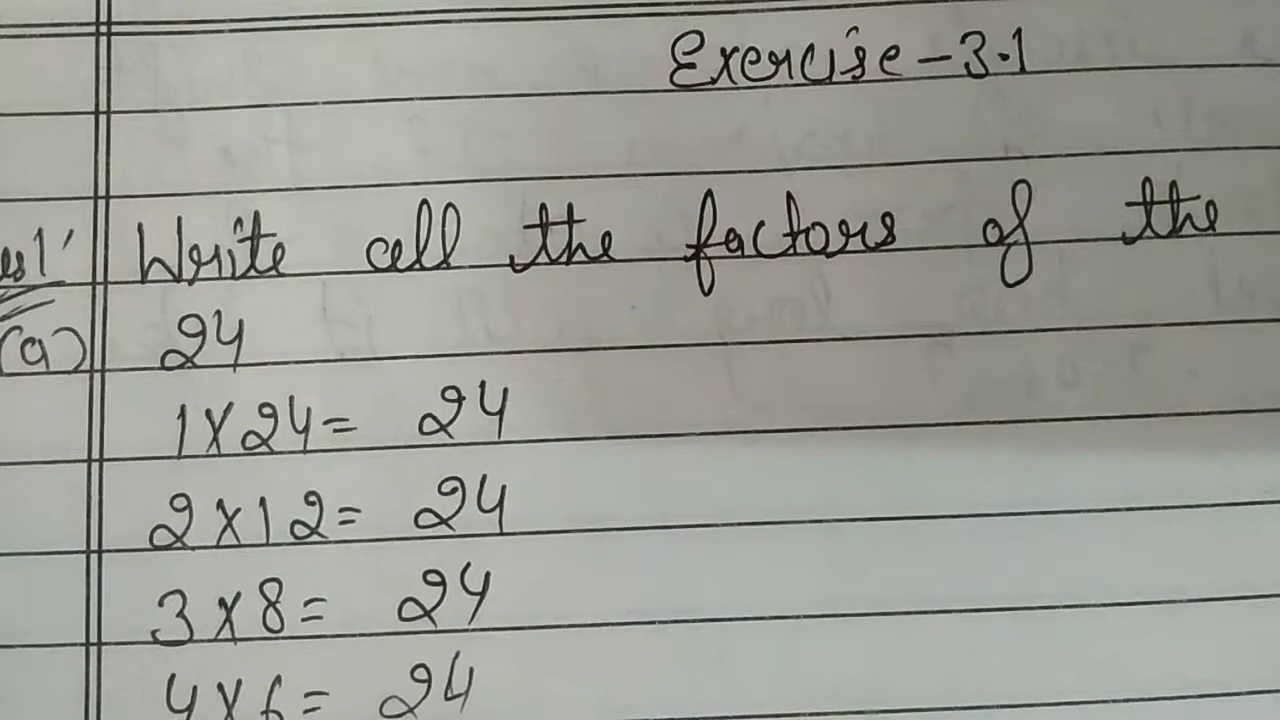 Exercise-3.1
Write all the factors of the
(a) 24
1×24= 24
2×12= 24
3×8= 24
4×6= 24